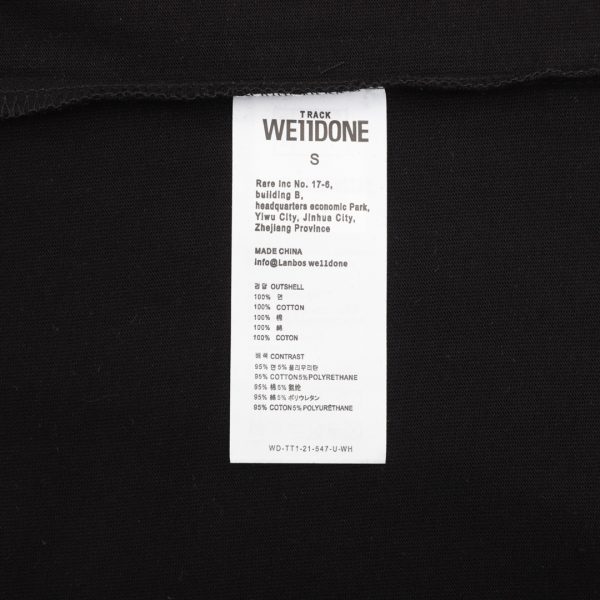 TRACK
WE11DONE
S
Rare Inc No. 17-6,
building B,
headquarters economic Park,
Yiwu City, Jinhua City,
Zhejiang Province
MADE CHINA
info@Lanbos we11done
겉감 OUTSHELL
100% 면
100% COTTON
100% 棉
100% 綿
100% COTON
배색 CONTRAST
95% 면 5% 폴리우리탄
95% COTTON 5% POLYRETHANE
95% 棉 5% 氨纶
95% 綿 5% ポリウレタン
95% COTON 5% POLYURÉTHANE
WD-TT1-21-547-U-WH